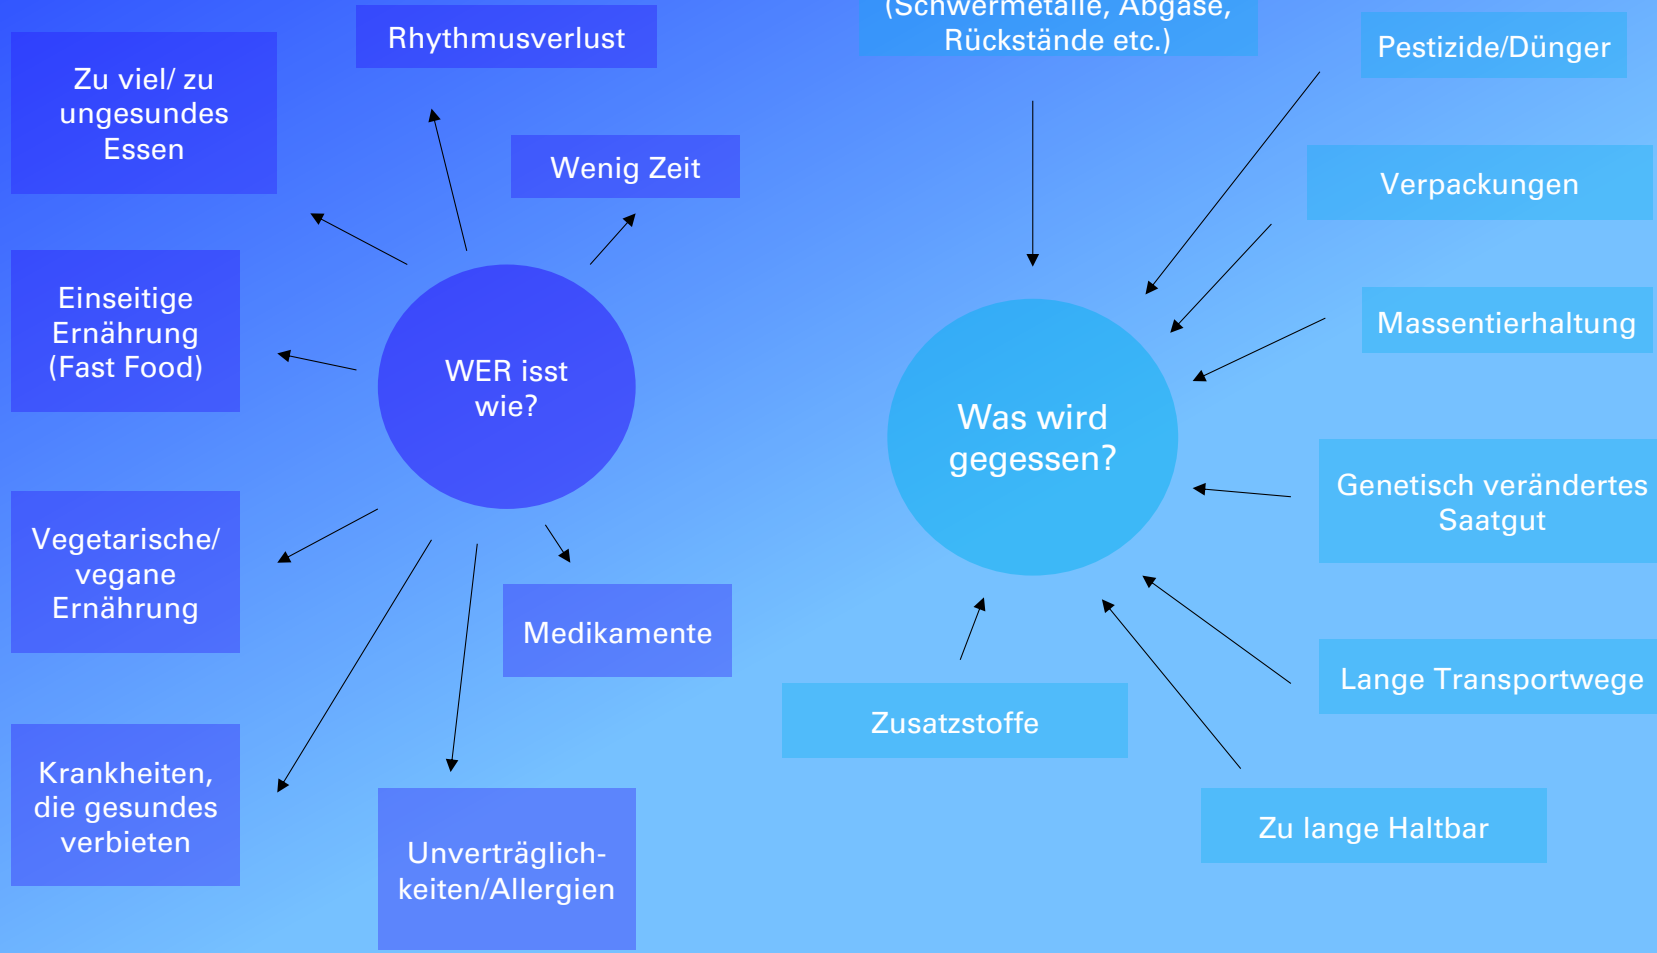 Rhythmusverlust
Zu viel/ zu
ungesundes
Essen
Wenig Zeit
Einseitige
Ernährung
(Fast Food)
WER isst
wie?
Vegetarische/
vegane
Ernährung
Medikamente
Krankheiten,
die gesundes
verbieten
Unverträglich-
keiten/Allergien
(Schwermetalle, Abgase,
Rückstände etc.)
Pestizide/Dünger
Verpackungen
Massentierhaltung
Was wird
gegessen?
Genetisch verändertes
Saatgut
Lange Transportwege
Zusatzstoffe
Zu lange Haltbar